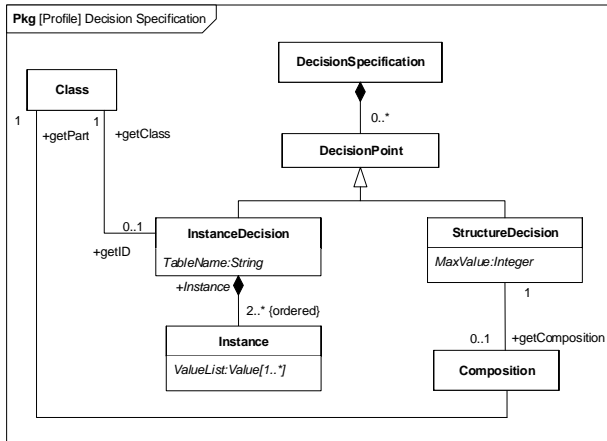 Pkg [Profile] Decision Specification
DecisionSpecification
Class
1
+getPart
1
+getClass
0..*
DecisionPoint
0..1
+getID
InstanceDecision
TableName:String
StructureDecision
MaxValue:Integer
+Instance
1
2..* {ordered}
0..1
+getComposition
Instance
ValueList:Value[1..*]
Composition